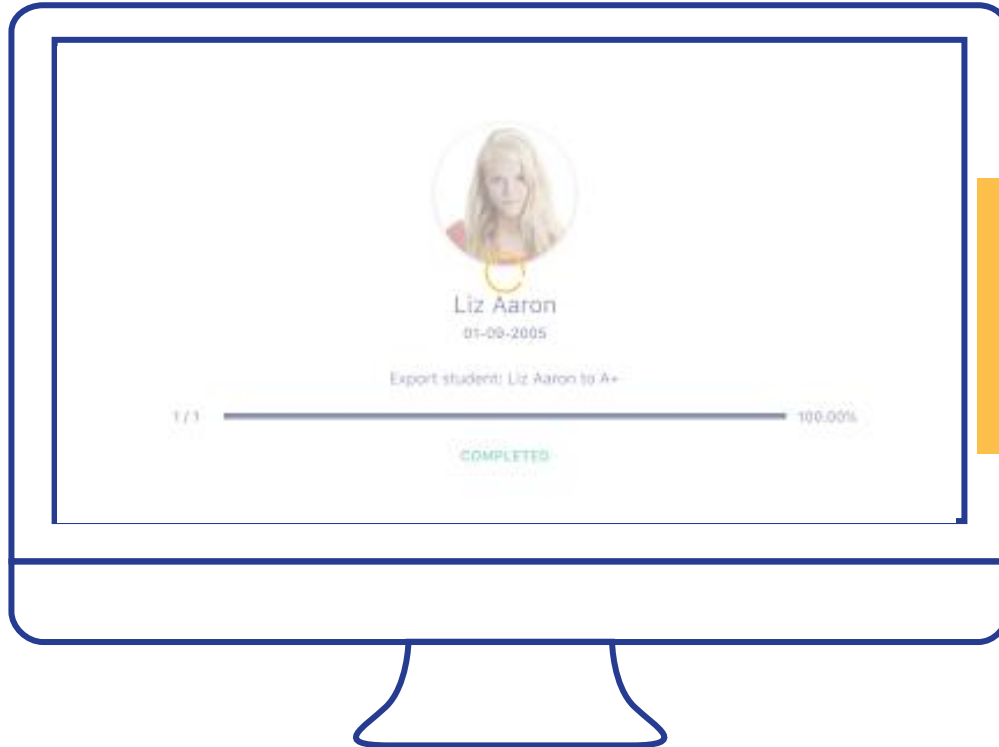 Liz Aaron
01-09-2005
Export student: Liz Aaron to A+
1 / 1 100.00%
COMPLETED